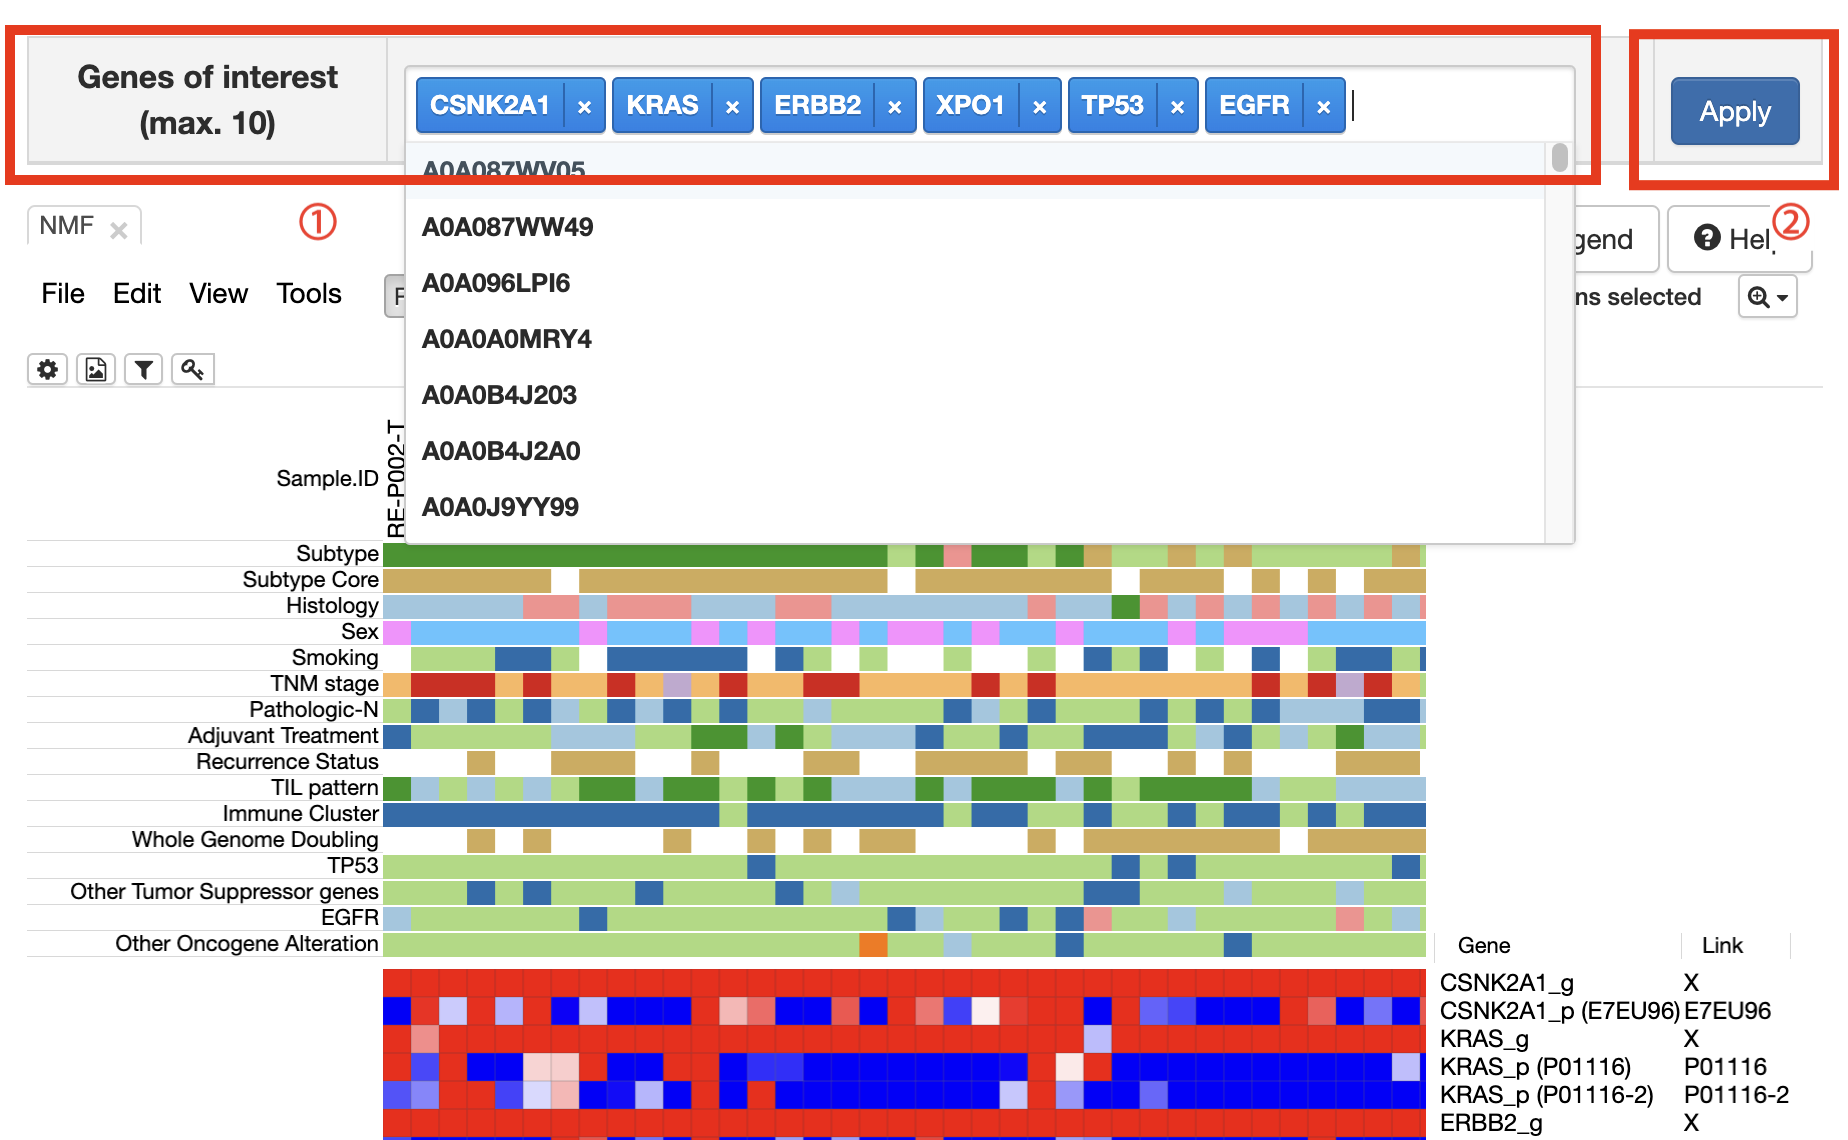 Genes of interest
(max. 10)
CSNK2A1 × KRAS × ERBB2 × XPO1 × TP53 × EGFR ×
Apply
A0A087WV05
A0A087WW49
A0A096LPI6
A0A0A0MRY4
A0A0B4J203
A0A0B4J2A0
A0A0J9YY99
NMF ×
①
gend
Hel
②
File Edit View Tools
F
ns selected
Sample.ID
RE-P002-T
Subtype
Subtype Core
Histology
Sex
Smoking
TNM stage
Pathologic-N
Adjuvant Treatment
Recurrence Status
TIL pattern
Immune Cluster
Whole Genome Doubling
TP53
Other Tumor Suppressor genes
EGFR
Other Oncogene Alteration
Gene Link
CSNK2A1_g X
CSNK2A1_p (E7EU96) E7EU96
KRAS_g X
KRAS_p (P01116) P01116
KRAS_p (P01116-2) P01116-2
ERBB2_g X